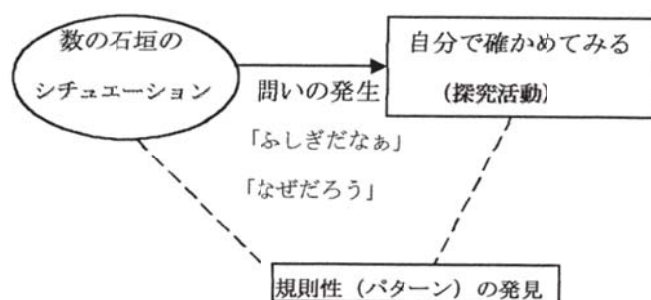 数の石垣の
シチュエーション
自分で確かめてみる
(探究活動)
問いの発生
「ふしぎだなぁ」
「なぜだろう」
規則性（パターン）の発見